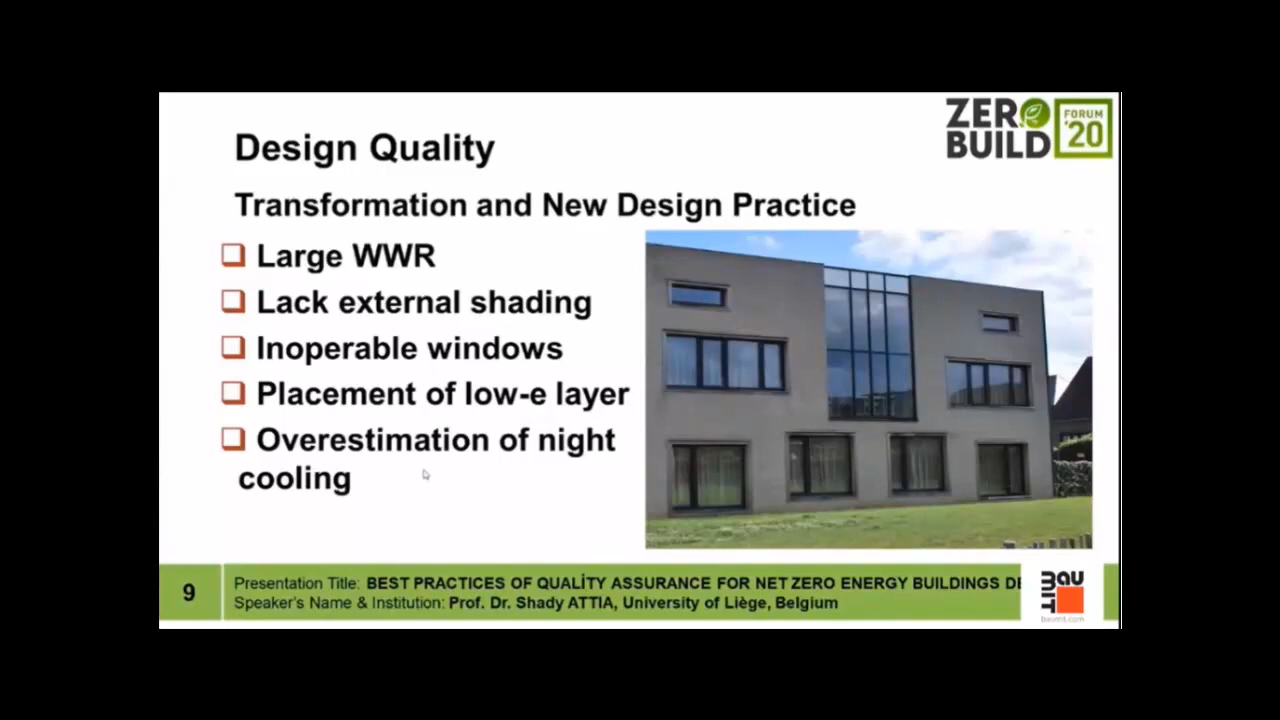 ZERO
BUILD
FORUM
'20
Design Quality
Transformation and New Design Practice
Large WWR
Lack external shading
Inoperable windows
Placement of low-e layer
Overestimation of night
cooling
9
Presentation Title: BEST PRACTICES OF QUALİTY ASSURANCE FOR NET ZERO ENERGY BUILDINGS DE
Speaker's Name & Institution: Prof. Dr. Shady ATTIA, University of Liège, Belgium
bauMIT
baumit.com